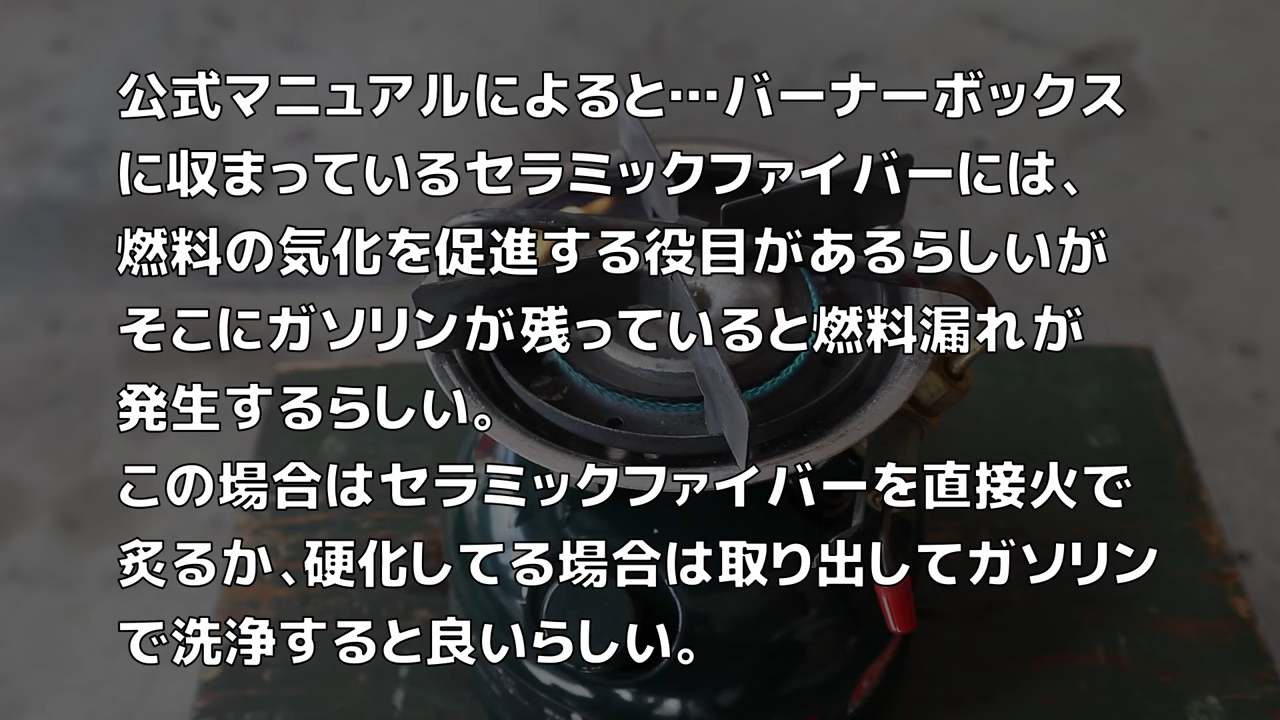 公式マニュアルによると…バーナーボックス
に収まっているセラミックファイバーには、
燃料の気化を促進する役目があるらしいが
そこにガソリンが残っていると燃料漏れが
発生するらしい。
この場合はセラミックファイバーを直接火で
炙るか、硬化してる場合は取り出してガソリン
で洗浄すると良いらしい。